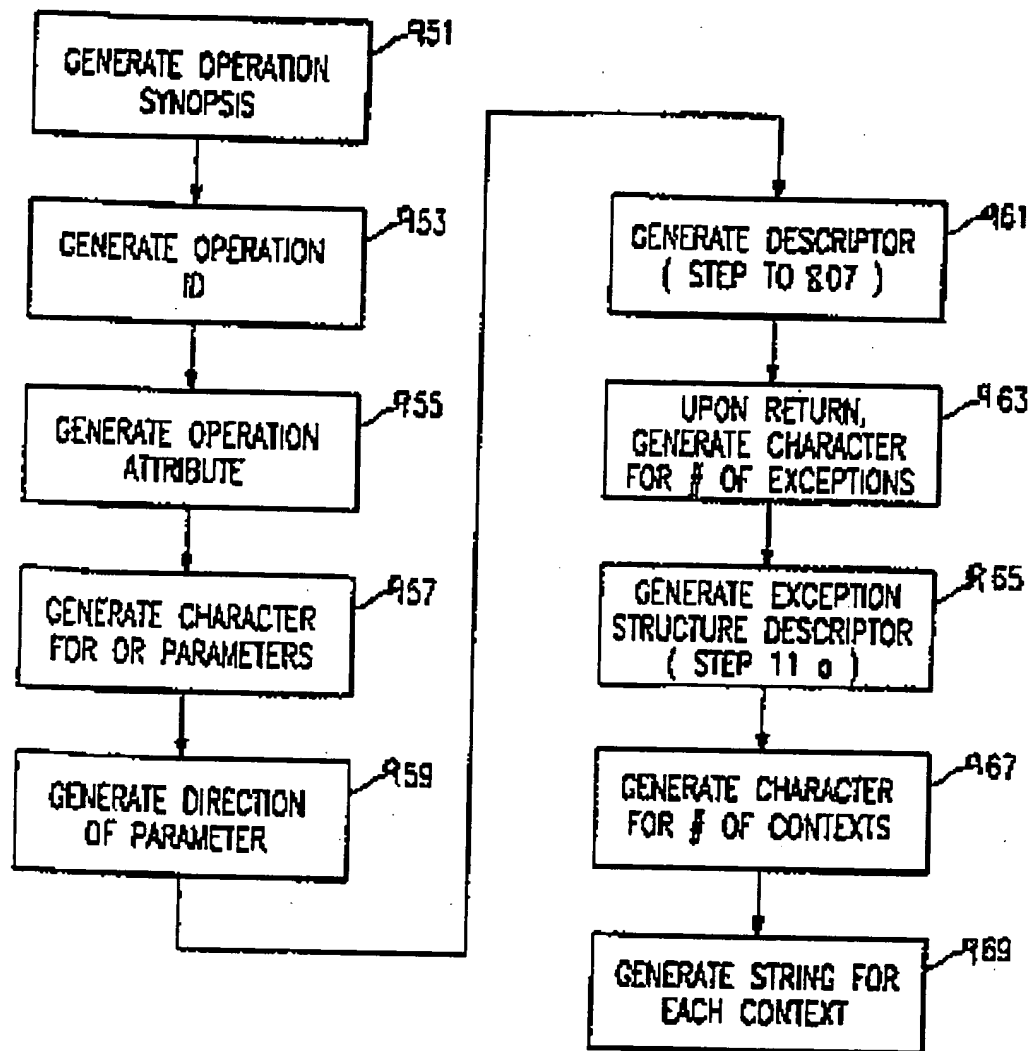 GENERATE OPERATION
SYNOPSIS
951
GENERATE OPERATION
ID
953
GENERATE OPERATION
ATTRIBUTE
955
GENERATE CHARACTER
FOR OR PARAMETERS
957
GENERATE DIRECTION
OF PARAMETER
959
GENERATE DESCRIPTOR
( STEP TO 807 )
961
UPON RETURN,
GENERATE CHARACTER
FOR # OF EXCEPTIONS
963
GENERATE EXCEPTION
STRUCTURE DESCRIPTOR
( STEP 11 a )
965
GENERATE CHARACTER
FOR # OF CONTEXTS
967
GENERATE STRING FOR
EACH CONTEXT
969